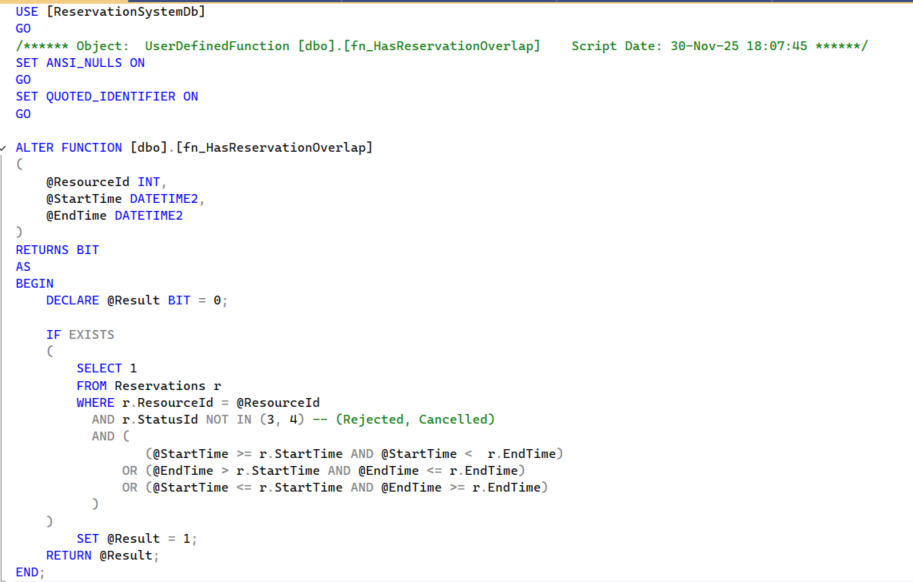 USE [ReservationSystemDb]
GO
/****** Object:  UserDefinedFunction [dbo].[fn_HasReservationOverlap]    Script Date: 30-Nov-25 18:07:45 ******/
SET ANSI_NULLS ON
GO
SET QUOTED_IDENTIFIER ON
GO
ALTER FUNCTION [dbo].[fn_HasReservationOverlap]
(
    @ResourceId INT,
    @StartTime DATETIME2,
    @EndTime DATETIME2
)
RETURNS BIT
AS
BEGIN
    DECLARE @Result BIT = 0;
    IF EXISTS
    (
        SELECT 1
        FROM Reservations r
        WHERE r.ResourceId = @ResourceId
          AND r.StatusId NOT IN (3, 4) -- (Rejected, Cancelled)
          AND (
                 (@StartTime >= r.StartTime AND @StartTime <  r.EndTime)
              OR (@EndTime > r.StartTime AND @EndTime <= r.EndTime)
              OR (@StartTime <= r.StartTime AND @EndTime >= r.EndTime)
          )
    )
        SET @Result = 1;
    RETURN @Result;
END;